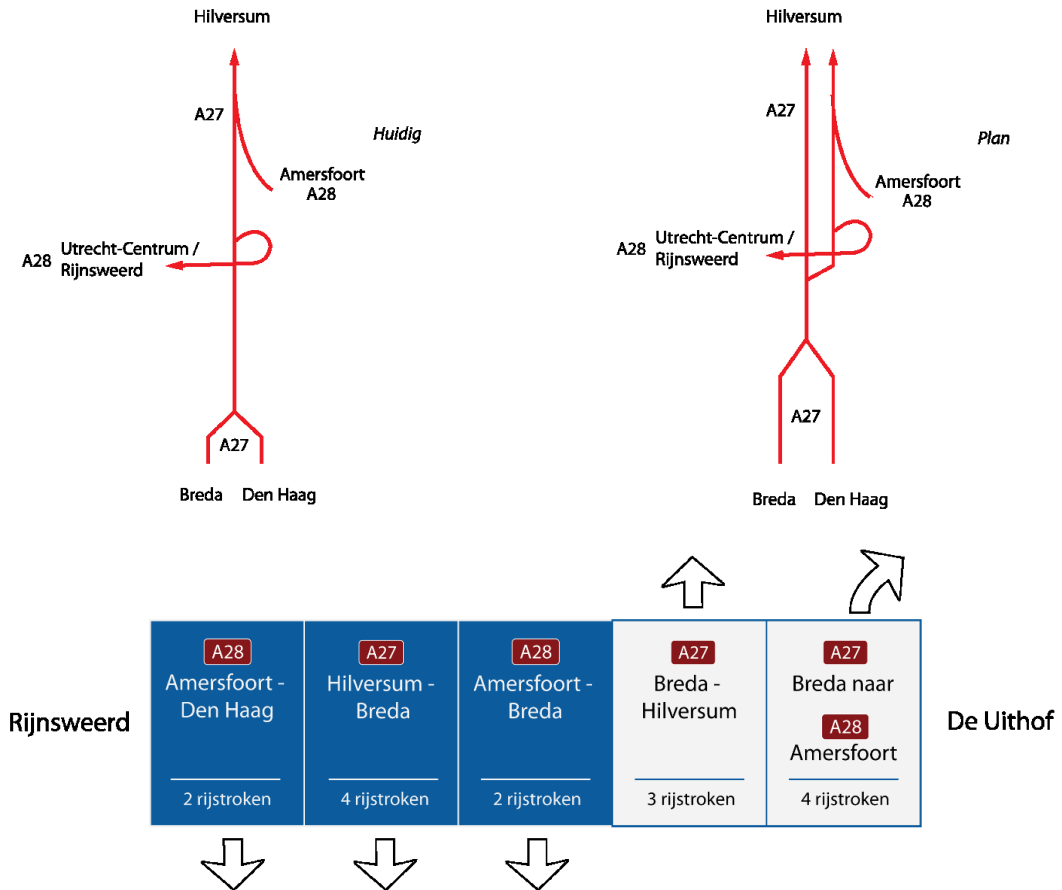 Hilversum
A27
Huidig
Amersfoort
A28
A28
Utrecht-Centrum /
Rijnsweerd
A27
Breda
Den Haag
Hilversum
A27
Plan
Amersfoort
A28
A28
Utrecht-Centrum /
Rijnsweerd
A27
Breda
Den Haag
Rijnsweerd
A28
Amersfoort -
Den Haag
2 rijstroken
A27
Hilversum -
Breda
4 rijstroken
A28
Amersfoort -
Breda
2 rijstroken
A27
Breda -
Hilversum
3 rijstroken
A27
Breda naar
A28
Amersfoort
4 rijstroken
De Uithof